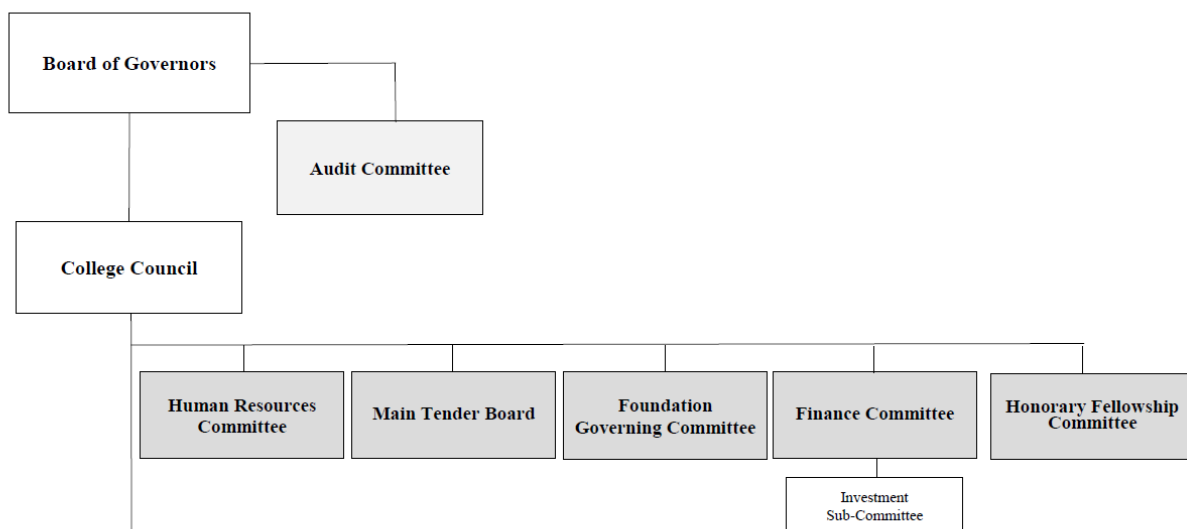 Board of Governors
Audit Committee
College Council
Human Resources
Committee
Main Tender Board
Foundation
Governing Committee
Finance Committee
Honorary Fellowship
Committee
Investment
Sub-Committee